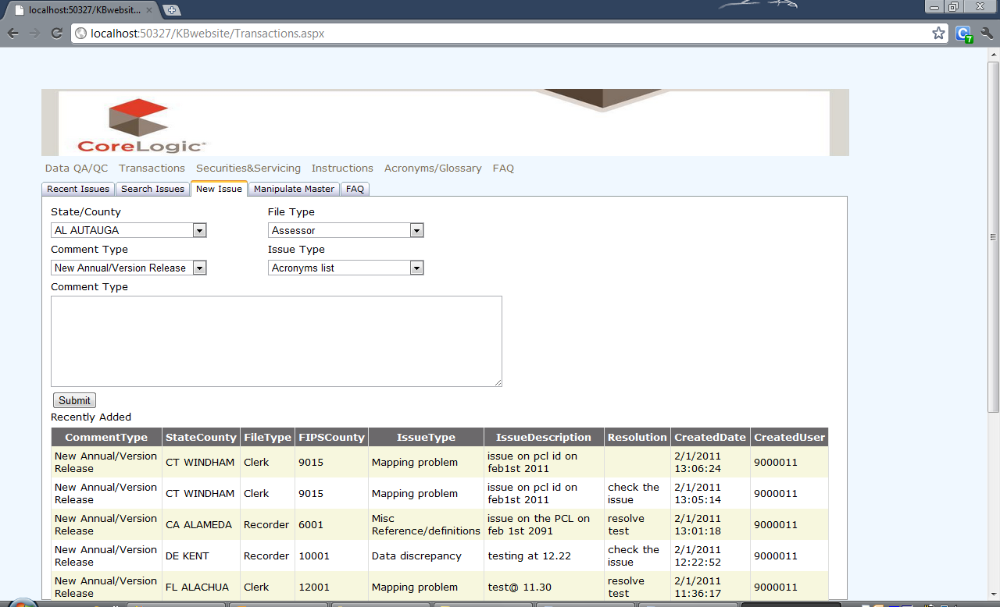 localhost:50327/KBwebsit...
localhost:50327/KBwebsite/Transactions.aspx
C 7
CoreLogic
Data QA/QC Transactions Securities&Servicing Instructions Acronyms/Glossary FAQ
Recent Issues Search Issues New Issue Manipulate Master FAQ
State/County File Type
AL AUTAUGA Assessor
Comment Type Issue Type
New Annual/Version Release Acronyms list
Comment Type
Submit
Recently Added
CommentType StateCounty FileType FIPSCounty IssueType IssueDescription Resolution CreatedDate CreatedUser
New Annual/Version issue on pcl id on 2/1/2011
CT WINDHAM Clerk 9015 Mapping problem 9000011
Release feb1st 2011 13:06:24
New Annual/Version issue on pcl id on check the 2/1/2011
CT WINDHAM Clerk 9015 Mapping problem 9000011
Release feb1st 2011 issue 13:05:14
New Annual/Version Misc issue on the PCL on resolve 2/1/2011
CA ALAMEDA Recorder 6001 9000011
Release Reference/definitions feb 1st 2091 test 13:01:18
New Annual/Version check the 2/1/2011
DE KENT Recorder 10001 Data discrepancy testing at 12.22 9000011
Release issue 12:22:52
New Annual/Version resolve 2/1/2011
FL ALACHUA Clerk 12001 Mapping problem test@ 11.30 9000011
Release test 11:36:17